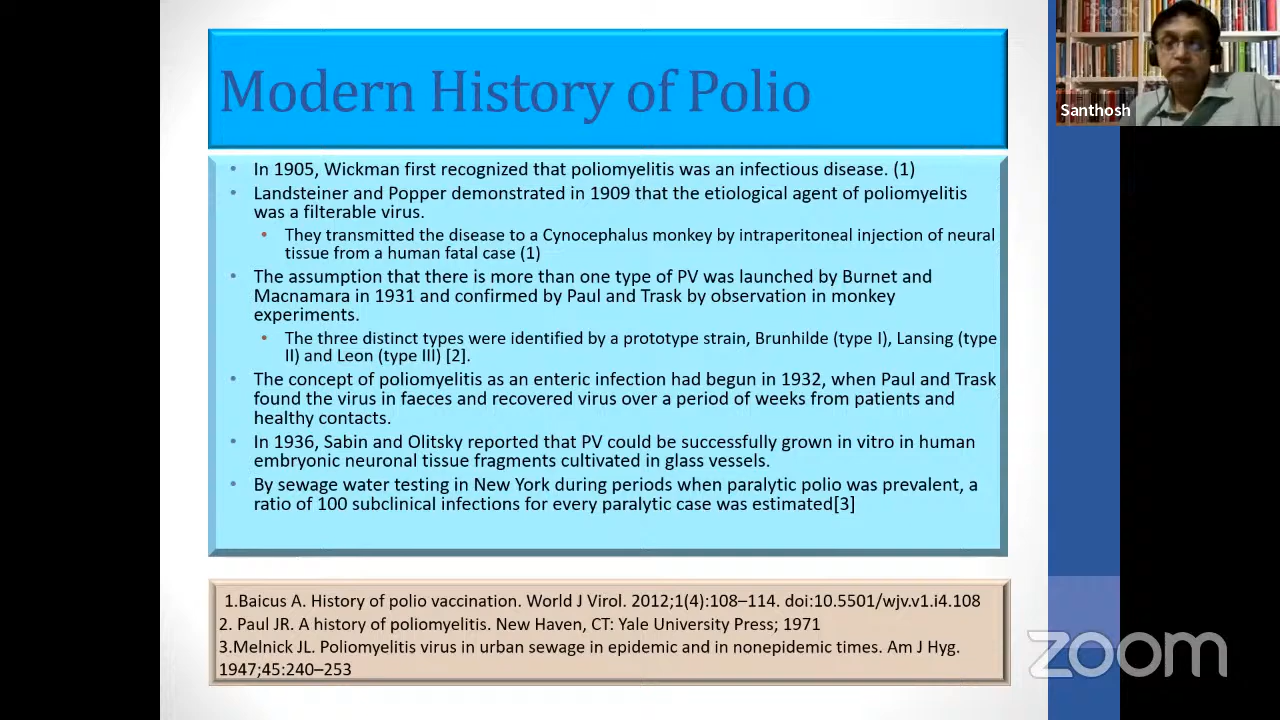 Modern History of Polio
• In 1905, Wickman first recognized that poliomyelitis was an infectious disease. (1)
• Landsteiner and Popper demonstrated in 1909 that the etiological agent of poliomyelitis
was a filterable virus.
• They transmitted the disease to a Cynocephalus monkey by intraperitoneal injection of neural
tissue from a human fatal case (1)
• The assumption that there is more than one type of PV was launched by Burnet and
Macnamara in 1931 and confirmed by Paul and Trask by observation in monkey
experiments.
• The three distinct types were identified by a prototype strain, Brunhilde (type I), Lansing (type
II) and Leon (type III) [2].
• The concept of poliomyelitis as an enteric infection had begun in 1932, when Paul and Trask
found the virus in faeces and recovered virus over a period of weeks from patients and
healthy contacts.
• In 1936, Sabin and Olitsky reported that PV could be successfully grown in vitro in human
embryonic neuronal tissue fragments cultivated in glass vessels.
• By sewage water testing in New York during periods when paralytic polio was prevalent, a
ratio of 100 subclinical infections for every paralytic case was estimated[3]
1.Baicus A. History of polio vaccination. World J Virol. 2012;1(4):108–114. doi:10.5501/wjv.v1.i4.108
2. Paul JR. A history of poliomyelitis. New Haven, CT: Yale University Press; 1971
3.Melnick JL. Poliomyelitis virus in urban sewage in epidemic and in nonepidemic times. Am J Hyg.
1947;45:240–253
iStock
Santhosh
zoom